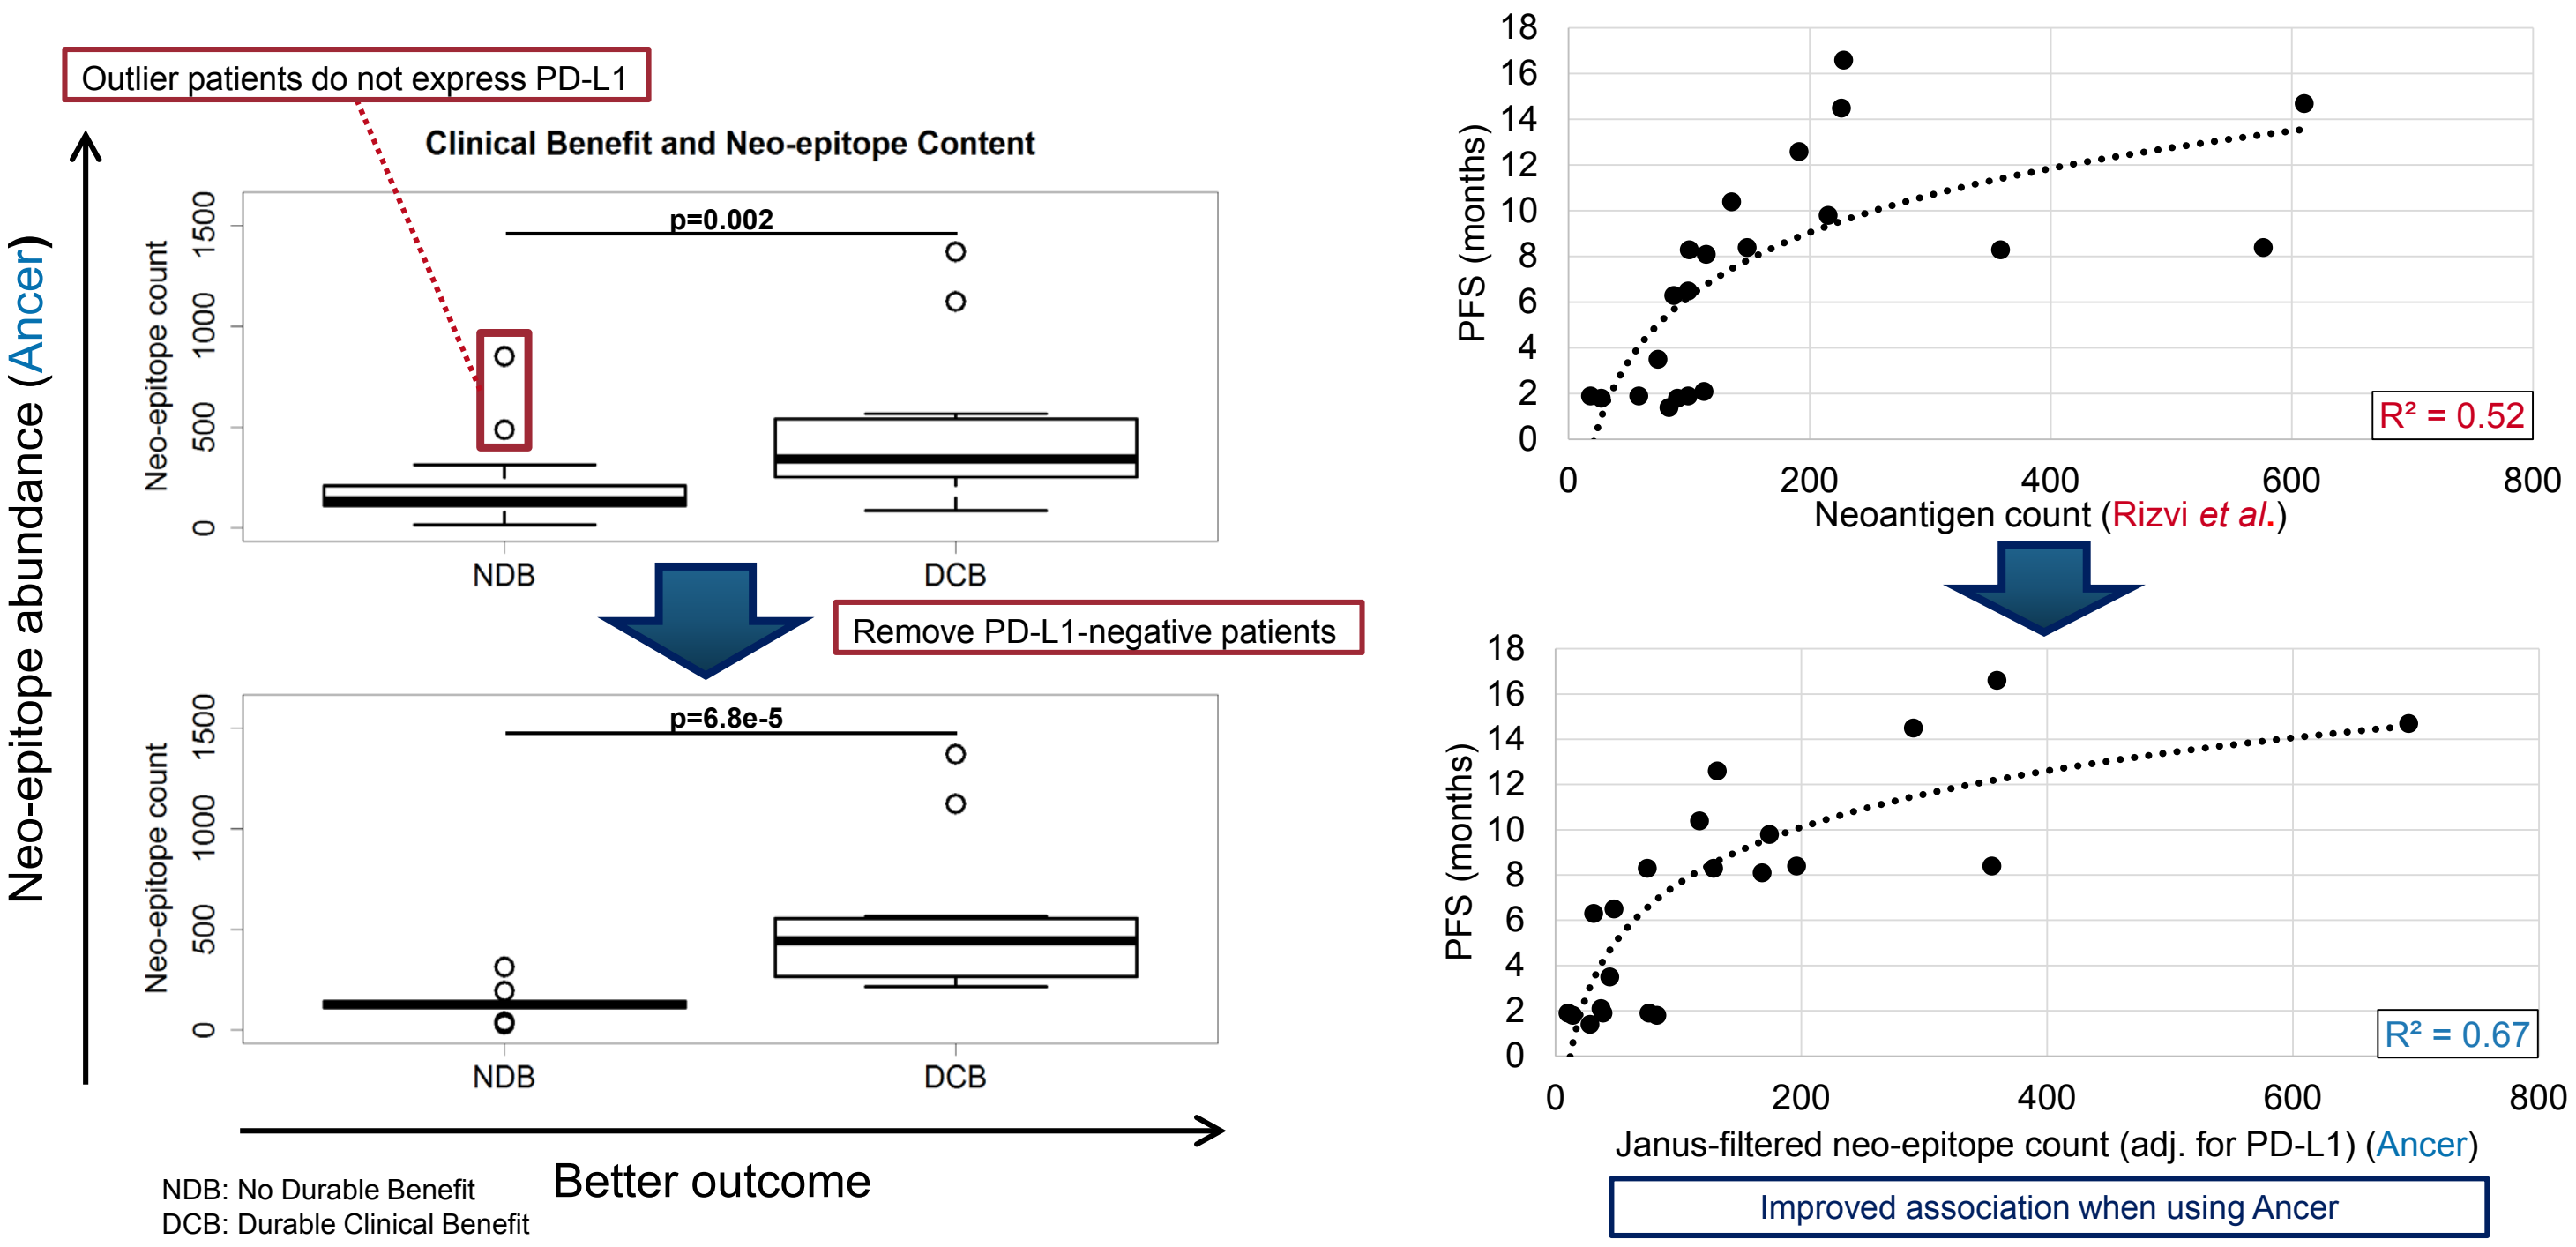 Outlier patients do not express PD-L1
Neo-epitope abundance (Ancer)
Clinical Benefit and Neo-epitope Content
Neo-epitope count
1500
1000
500
0
p=0.002
NDB
DCB
Remove PD-L1-negative patients
Neo-epitope count
1500
1000
500
0
p=6.8e-5
NDB
DCB
Better outcome
NDB: No Durable Benefit
DCB: Durable Clinical Benefit
PFS (months)
18
16
14
12
10
8
6
4
2
0
R² = 0.52
0
200
400
600
800
Neoantigen count (Rizvi et al.)
PFS (months)
18
16
14
12
10
8
6
4
2
0
R² = 0.67
0
200
400
600
800
Janus-filtered neo-epitope count (adj. for PD-L1) (Ancer)
Improved association when using Ancer